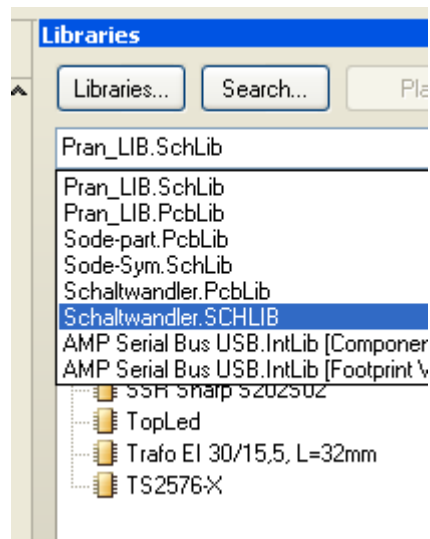 Libraries
Libraries... Search... Pla
Pran_LIB.SchLib
Pran_LIB.SchLib
Pran_LIB.PcbLib
Sode-part.PcbLib
Sode-Sym.SchLib
Schaltwandler.PcbLib
Schaltwandler.SCHLIB
AMP Serial Bus USB.IntLib [Componen
AMP Serial Bus USB.IntLib [Footprint V
SSR Sharp S202S02
TopLed
Trafo EI 30/15,5, L=32mm
TS2576-X